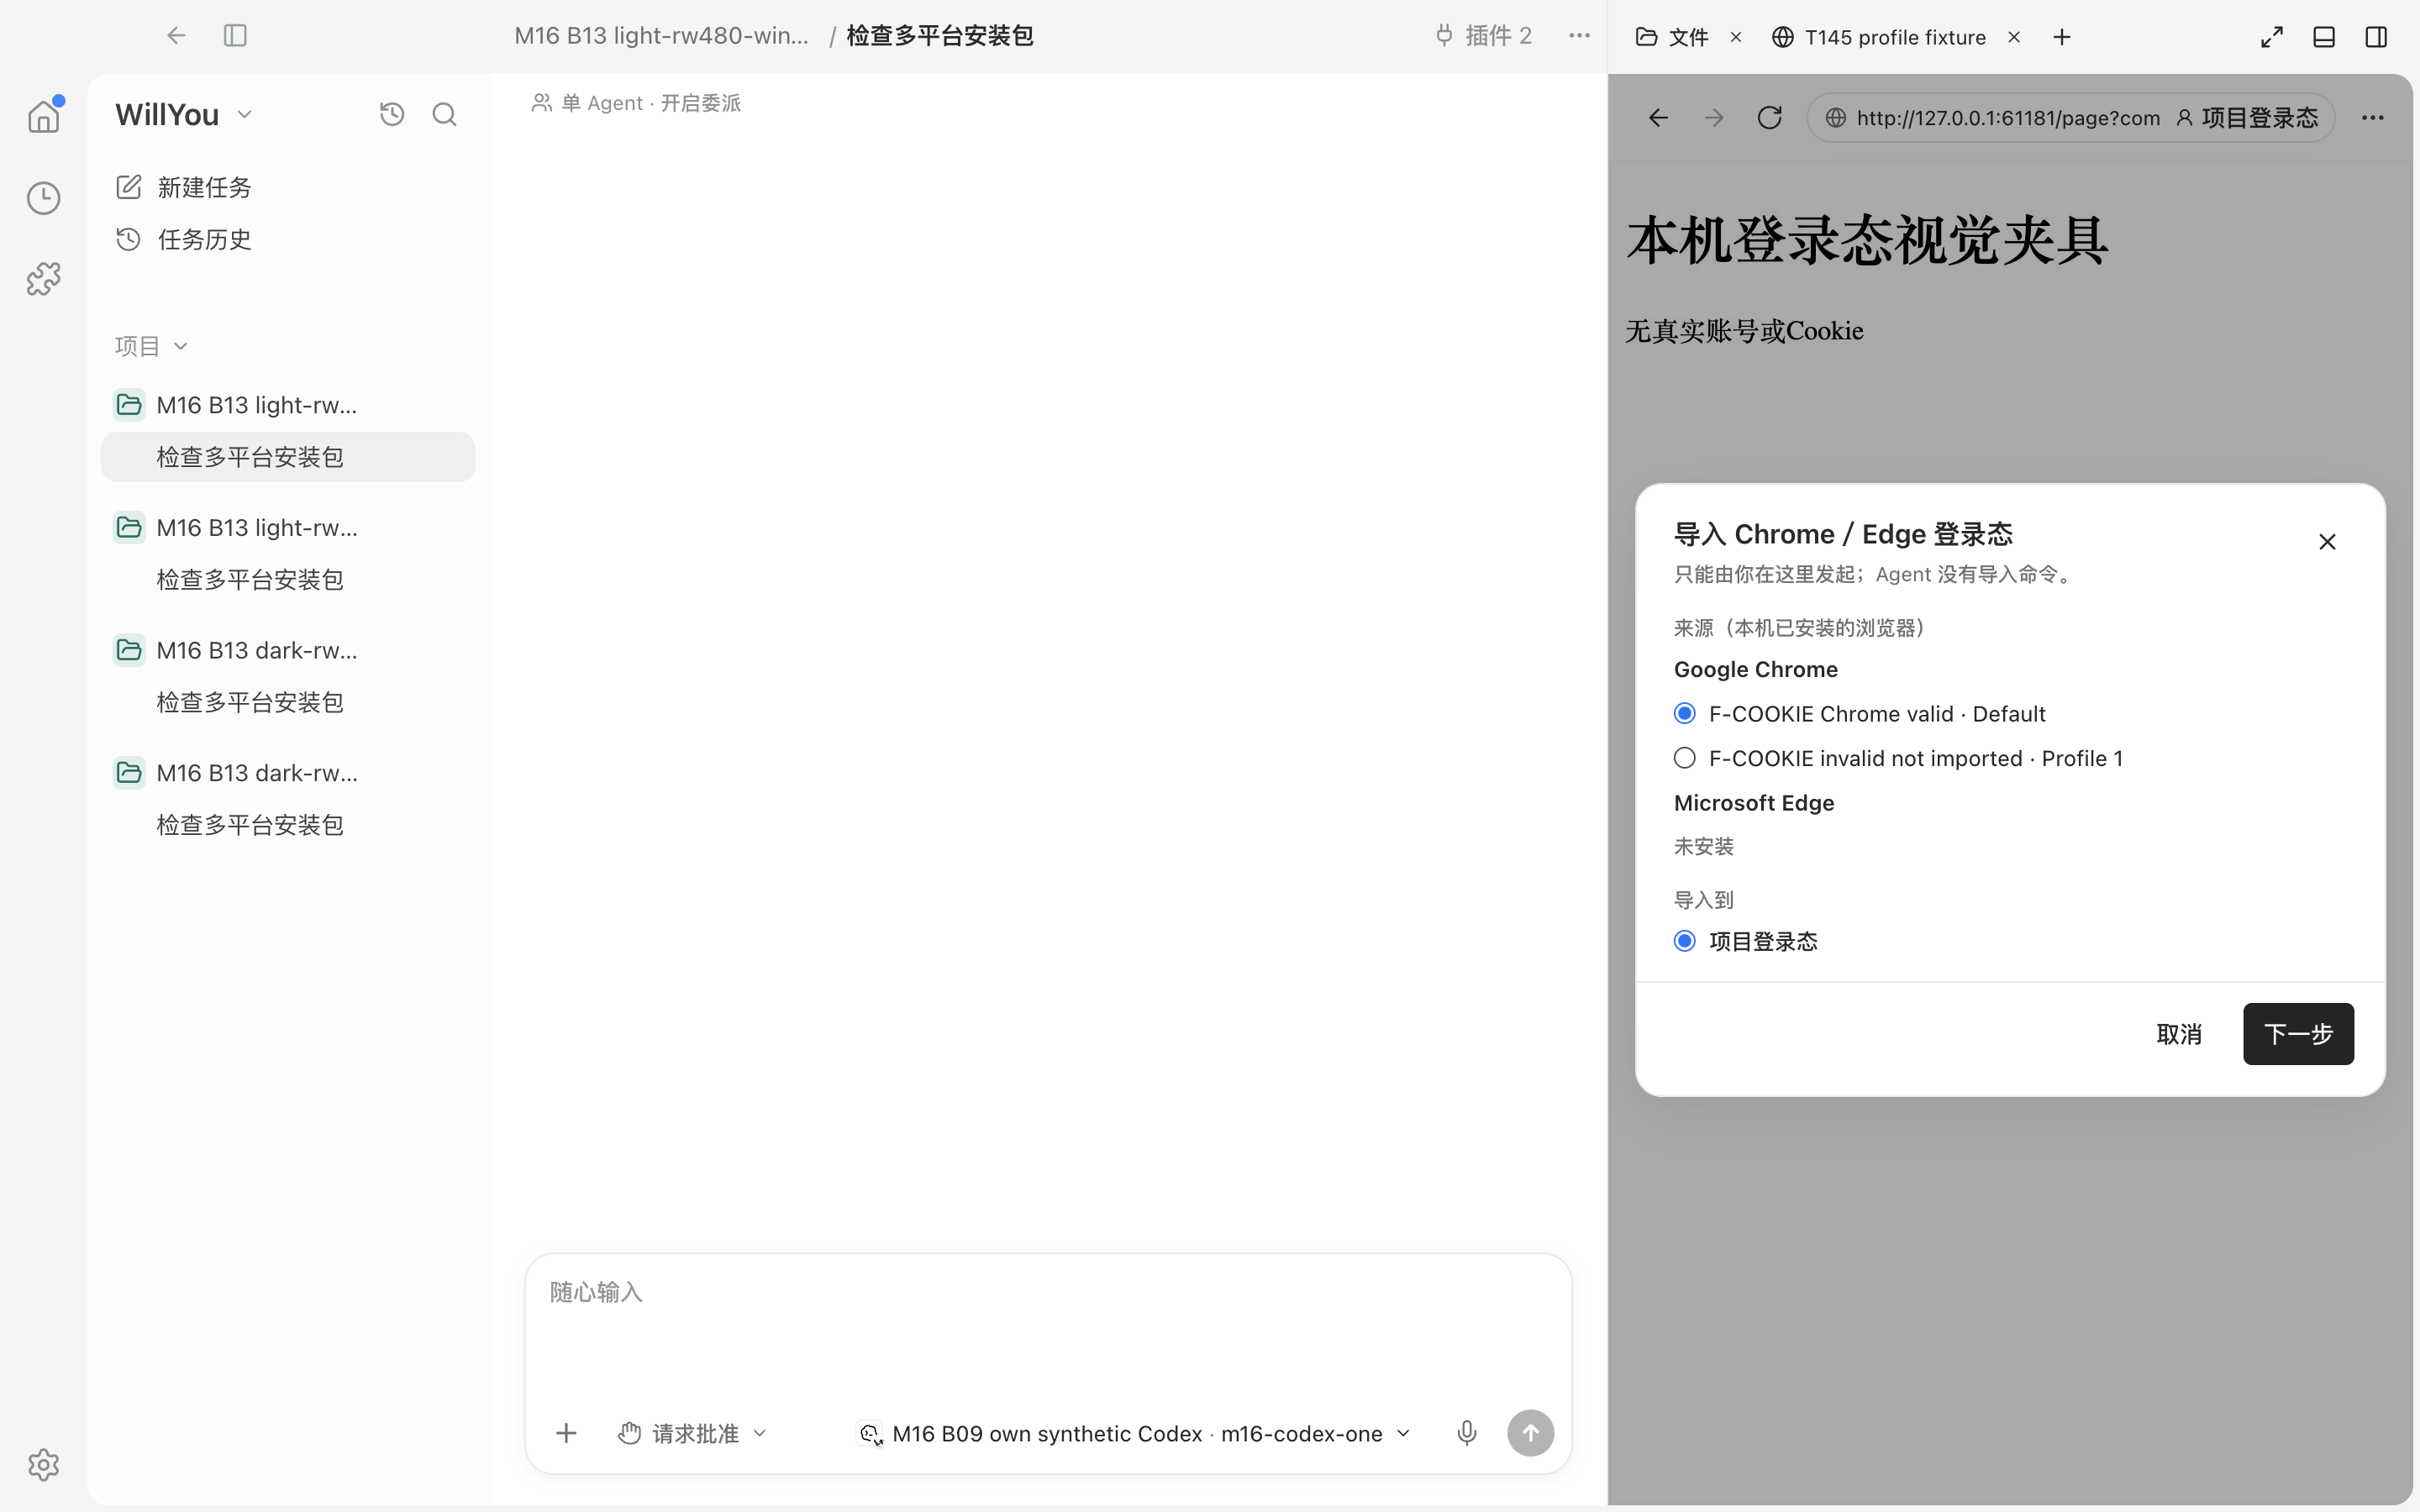 M16 B13 light-rw480-win... / 检查多平台安装包
插件 2
文件
T145 profile fixture
WillYou
新建任务
任务历史
项目
M16 B13 light-rw...
检查多平台安装包
M16 B13 light-rw...
检查多平台安装包
M16 B13 dark-rw...
检查多平台安装包
M16 B13 dark-rw...
检查多平台安装包
单 Agent · 开启委派
随心输入
请求批准
M16 B09 own synthetic Codex · m16-codex-one
http://127.0.0.1:61181/page?com
项目登录态
本机登录态视觉夹具
无真实账号或Cookie
导入 Chrome / Edge 登录态
只能由你在这里发起；Agent 没有导入命令。
来源（本机已安装的浏览器）
Google Chrome
F-COOKIE Chrome valid · Default
F-COOKIE invalid not imported · Profile 1
Microsoft Edge
未安装
导入到
项目登录态
取消
下一步